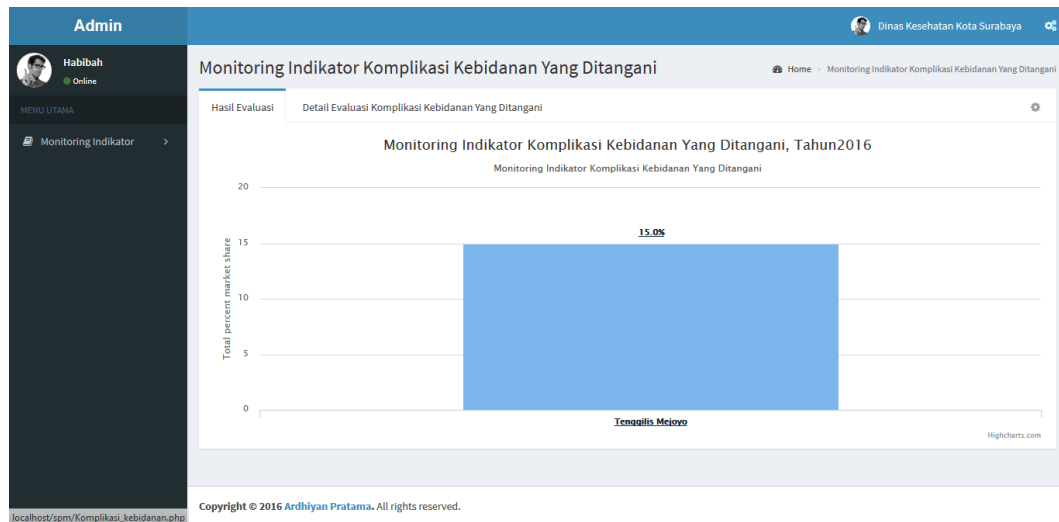 Admin
Dinas Kesehatan Kota Surabaya
Habibah
Online
MENU UTAMA
Monitoring Indikator >
Monitoring Indikator Komplikasi Kebidanan Yang Ditangani
Home > Monitoring Indikator Komplikasi Kebidanan Yang Ditangani
Hasil Evaluasi Detail Evaluasi Komplikasi Kebidanan Yang Ditangani
Monitoring Indikator Komplikasi Kebidanan Yang Ditangani, Tahun2016
Monitoring Indikator Komplikasi Kebidanan Yang Ditangani
Total percent market share
20
15
10
5
0
15.0%
Tenggilis Mejoyo
Highcharts.com
Copyright © 2016 Ardhiyan Pratama. All rights reserved.
localhost/spm/Komplikasi_kebidanan.php